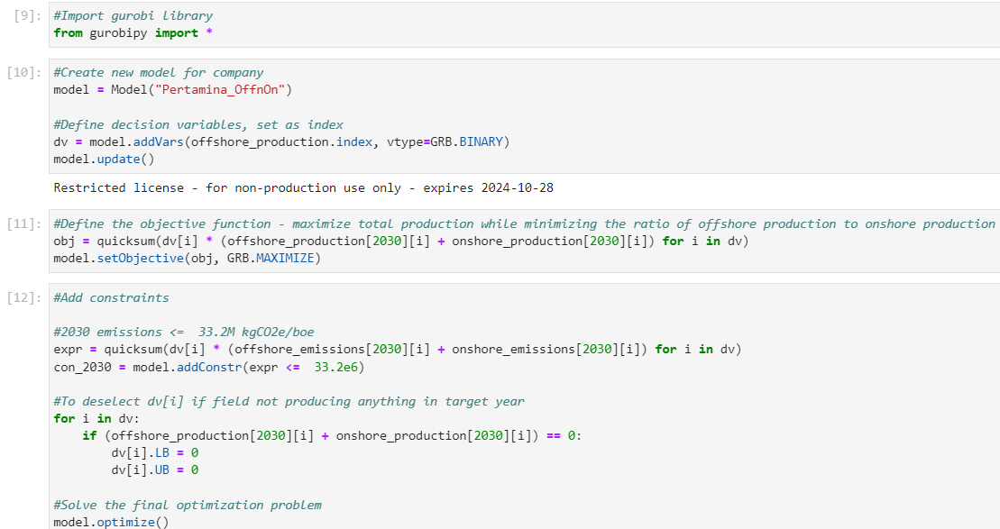 [9]: #Import gurobi library
from gurobipy import *
[10]: #Create new model for company
model = Model("Pertamina_OffnOn")
#Define decision variables, set as index
dv = model.addVars(offshore_production.index, vtype=GRB.BINARY)
model.update()
Restricted license - for non-production use only - expires 2024-10-28
[11]: #Define the objective function - maximize total production while minimizing the ratio of offshore production to onshore production
obj = quicksum(dv[i] * (offshore_production[2030][i] + onshore_production[2030][i]) for i in dv)
model.setObjective(obj, GRB.MAXIMIZE)
[12]: #Add constraints
#2030 emissions <=  33.2M kgCO2e/boe
expr = quicksum(dv[i] * (offshore_emissions[2030][i] + onshore_emissions[2030][i]) for i in dv)
con_2030 = model.addConstr(expr <=  33.2e6)
#To deselect dv[i] if field not producing anything in target year
for i in dv:
    if (offshore_production[2030][i] + onshore_production[2030][i]) == 0:
        dv[i].LB = 0
        dv[i].UB = 0
#Solve the final optimization problem
model.optimize()